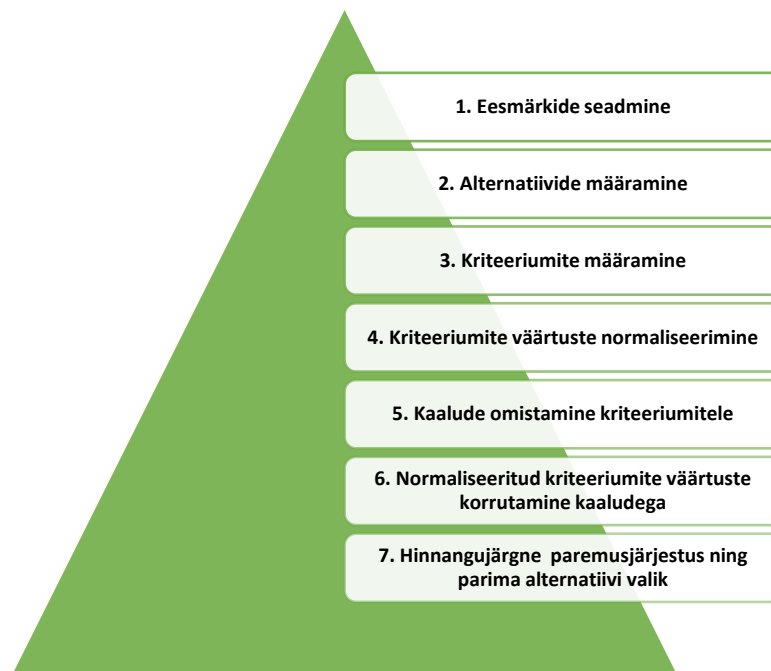 1. Eesmärkide seadmine
2. Alternatiivide määramine
3. Kriteeriumite määramine
4. Kriteeriumite väärtuste normaliseerimine
5. Kaalude omistamine kriteeriumitele
6. Normaliseeritud kriteeriumite väärtuste
korrutamine kaaludega
7. Hinnangujärgne paremusjärjestus ning
parima alternatiivi valik